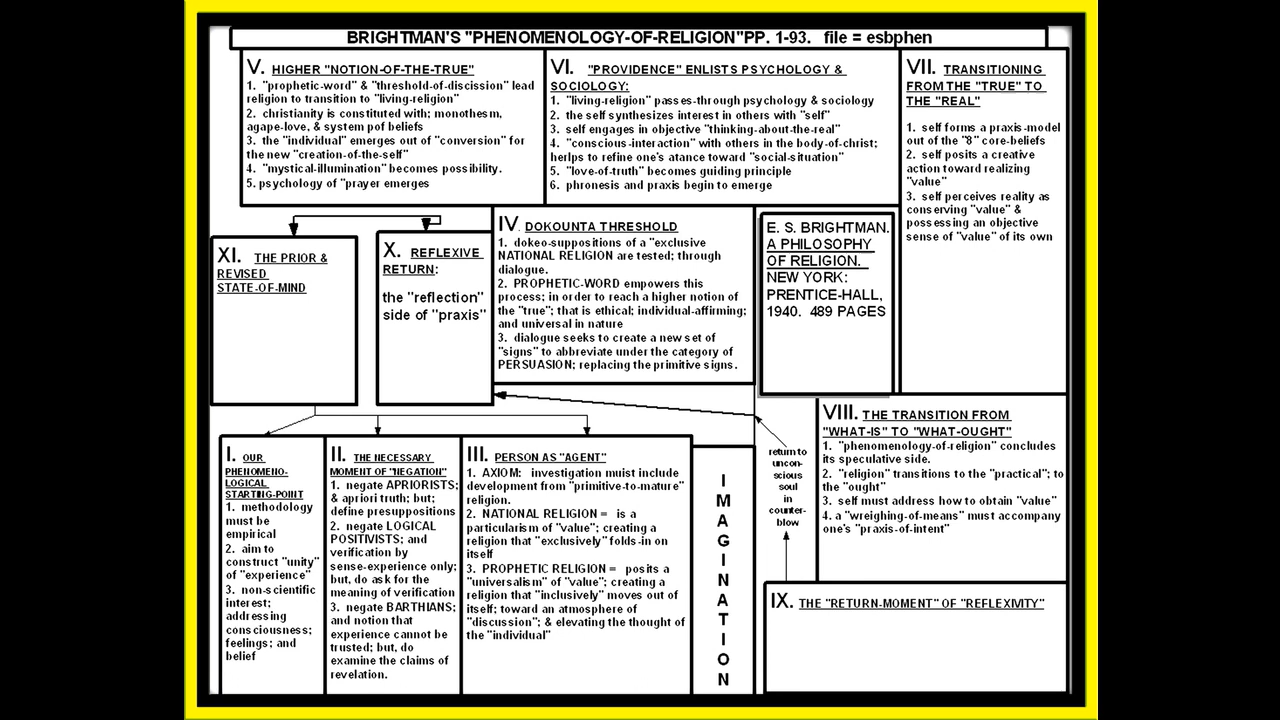 BRIGHTMAN'S "PHENOMENOLOGY-OF-RELIGION"PP. 1-93.   file = esbphen
V. HIGHER "NOTION-OF-THE-TRUE"
1. "prophetic-word" & "threshold-of-discission" lead
religion to transition to "living-religion"
2. christianity is constituted with; monothesm,
agape-love, & system pof beliefs
3. the "individual" emerges out of "conversion" for
the new "creation-of-the-self"
4. "mystical-illumination" becomes possibility.
5. psychology of "prayer emerges
VI. "PROVIDENCE" ENLISTS PSYCHOLOGY &
SOCIOLOGY:
1. "living-religion" passes-through psychology & sociology
2. the self synthesizes interest in others with "self"
3. self engages in objective "thinking-about-the-real"
4. "conscious-interaction" with others in the body-of-christ;
herlps to refine one's atance toward "social-situation"
5. "love-of-truth" becomes guiding principle
6. phronesis and praxis begin to emerge
VII. TRANSITIONING
FROM THE "TRUE" TO
THE "REAL"
1. self forms a praxis-model
out of the "8" core-beliefs
2. self posits a creative
action toward realizing
"value"
3. self perceives reality as
conserving "value" &
possessing an objective
sense of "value" of its own
XI. THE PRIOR &
REVISED
STATE-OF-MIND
X. REFLEXIVE
RETURN:
the "reflection"
side of "praxis"
IV. DOKOUNTA THRESHOLD
1. dokeo-suppositions of a "exclusive
NATIONAL RELIGION are tested; through
dialogue.
2. PROPHETIC-WORD empowers this
process; in order to reach a higher notion of
the "true"; that is ethical; individual-affirming;
and universal in nature
3. dialogue seeks to create a new set of
"signs" to abbreviate under the category of
PERSUASION; replacing the primitive signs.
E. S. BRIGHTMAN.
A PHILOSOPHY
OF RELIGION.
NEW YORK:
PRENTICE-HALL,
1940. 489 PAGES
VIII. THE TRANSITION FROM
"WHAT-IS" TO "WHAT-OUGHT"
1. "phenomenology-of-religion" concludes
its speculative side.
2. "religion" transitions to the "practical"; to
the "ought"
3. self must address how to obtain "value"
4. a "wreighing-of-means" must accompany
one's "praxis-of-intent"
I. OUR
PHENOMENO-
LOGICAL
STARTING-POINT
1. methodology
must be
empirical
2. aim to
construct "unity"
of "experience"
3. non-scientific
interest;
addressing
consciousness;
feelings; and
belief
II. THE NECESSARY
MOMENT OF "NEGATION"
1. negate APRIORISTS;
& apriori truth; but;
define presuppositions
2. negate LOGICAL
POSITIVISTS; and
verification by
sense-experience only;
but, do ask for the
meaning of verification
3. negate BARTHIANS;
and notion that
experience cannot be
trusted; but, do
examine the claims of
revelation.
III. PERSON AS "AGENT"
1. AXIOM: investigation muist include
development from "primitive-to-mature"
religion.
2. NATIONAL RELIGION = is a
particularism of "value"; creating a
religion that "exclusively" folds-in on
itself
3. PROPHETIC RELIGION = posits a
"universalism" of "value"; creating a
religion that "inclusively" moves out of
itself; toward an atmosphere of
"discussion"; & elevating the thought of
the "individual"
I
M
A
G
I
N
A
T
I
O
N
return to
uncon-
scious
soul
in
counter-
blow
IX. THE "RETURN-MOMENT" OF "REFLEXIVITY"